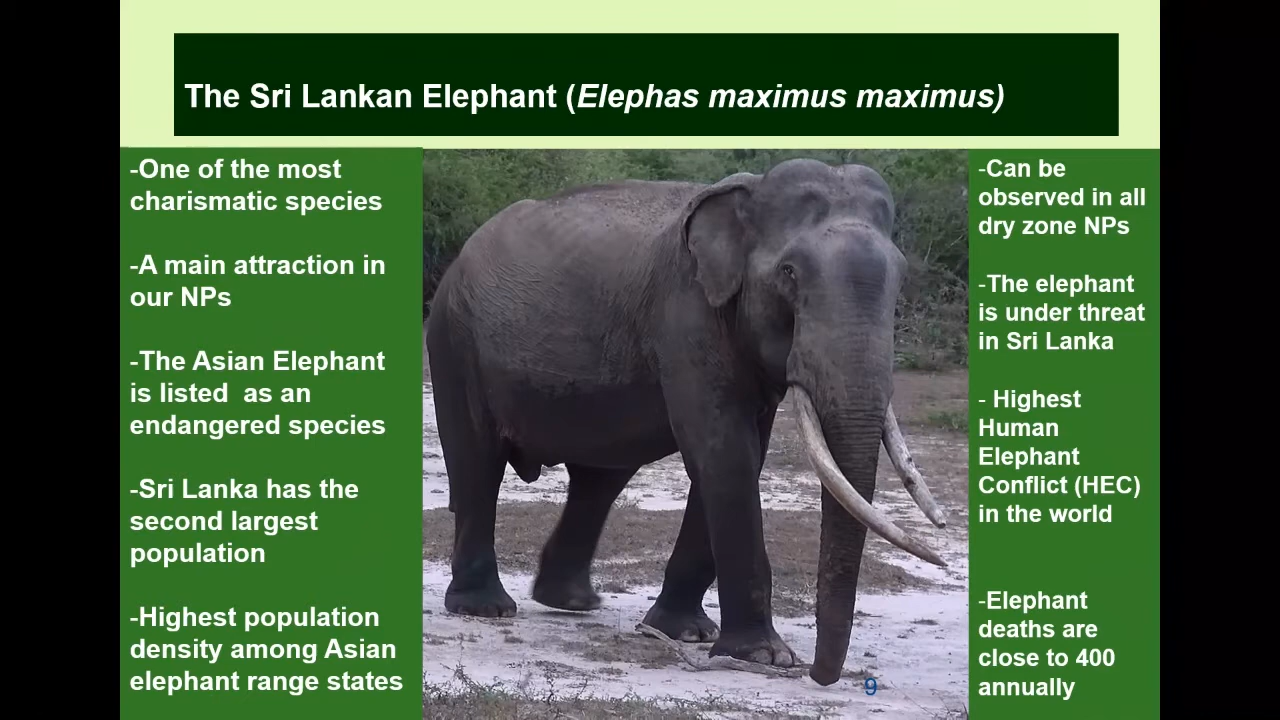 The Sri Lankan Elephant (Elephas maximus maximus)
-One of the most
charismatic species
-A main attraction in
our NPs
-The Asian Elephant
is listed  as an
endangered species
-Sri Lanka has the
second largest
population
-Highest population
density among Asian
elephant range states
-Can be
observed in all
dry zone NPs
-The elephant
is under threat
in Sri Lanka
- Highest
Human
Elephant
Conflict (HEC)
in the world
-Elephant
deaths are
close to 400
annually
9